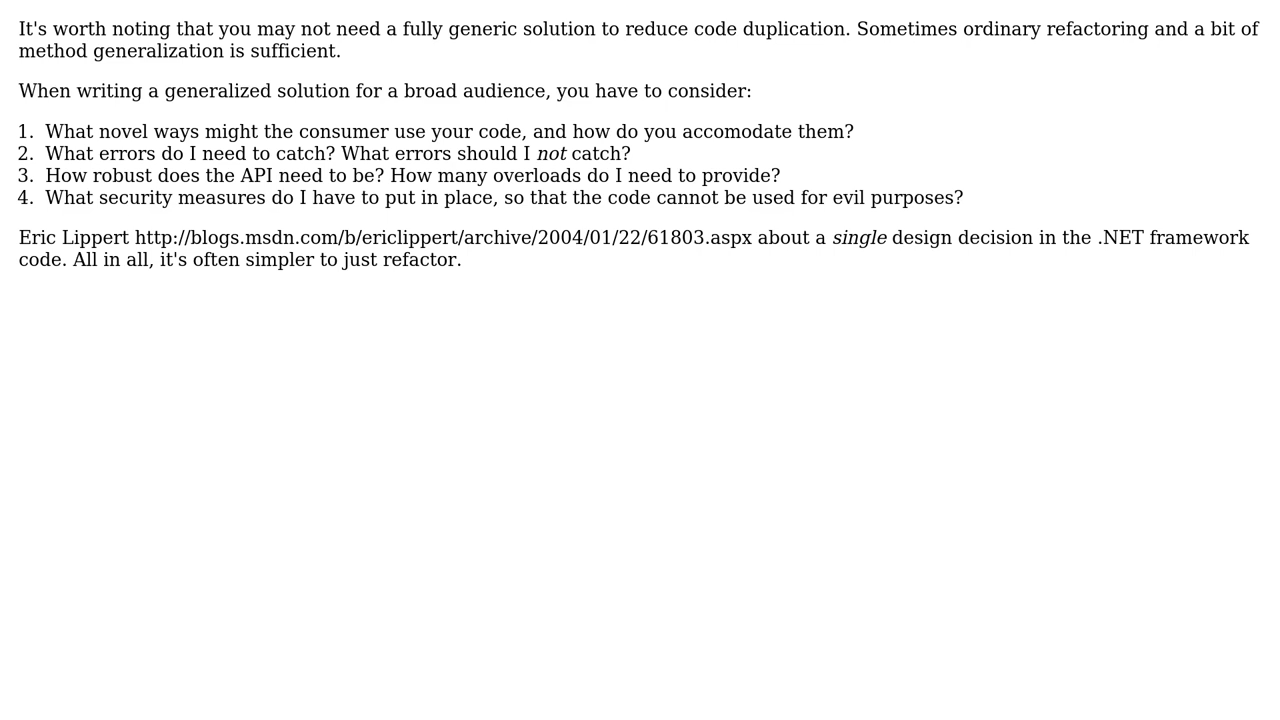 It's worth noting that you may not need a fully generic solution to reduce code duplication. Sometimes ordinary refactoring and a bit of
method generalization is sufficient.
When writing a generalized solution for a broad audience, you have to consider:
1. What novel ways might the consumer use your code, and how do you accomodate them?
2. What errors do I need to catch? What errors should I not catch?
3. How robust does the API need to be? How many overloads do I need to provide?
4. What security measures do I have to put in place, so that the code cannot be used for evil purposes?
Eric Lippert http://blogs.msdn.com/b/ericlippert/archive/2004/01/22/61803.aspx about a single design decision in the .NET framework
code. All in all, it's often simpler to just refactor.